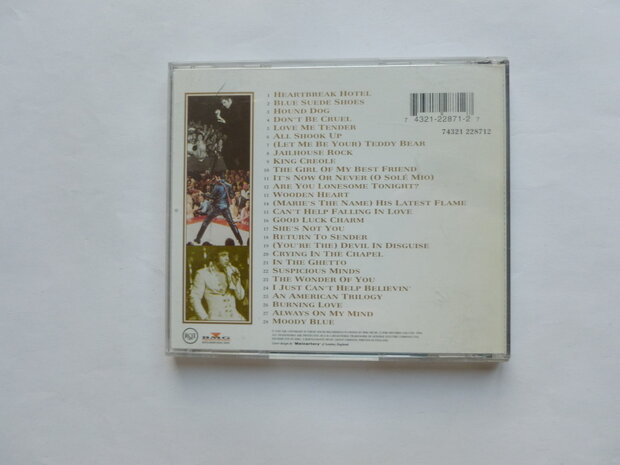 1 HEARTBREAK HOTEL
2 BLUE SUEDE SHOES
3 HOUND DOG
4 DON'T BE CRUEL
5 LOVE ME TENDER
6 ALL SHOOK UP
7 (LET ME BE YOUR) TEDDY BEAR
8 JAILHOUSE ROCK
9 KING CREOLE
10 THE GIRL OF MY BEST FRIEND
11 IT'S NOW OR NEVER (O SOLÉ MIO)
12 ARE YOU LONESOME TONIGHT?
13 WOODEN HEART
14 (MARIE'S THE NAME) HIS LATEST FLAME
15 CAN'T HELP FALLING IN LOVE
16 GOOD LUCK CHARM
17 SHE'S NOT YOU
18 RETURN TO SENDER
19 (YOU'RE THE) DEVIL IN DISGUISE
20 CRYING IN THE CHAPEL
21 IN THE GHETTO
22 SUSPICIOUS MINDS
23 THE WONDER OF YOU
24 I JUST CAN'T HELP BELIEVIN'
25 AN AMERICAN TRILOGY
26 BURNING LOVE
27 ALWAYS ON MY MIND
28 MOODY BLUE
7 4321-22871-2 7
74321 228712
RCA
BMG